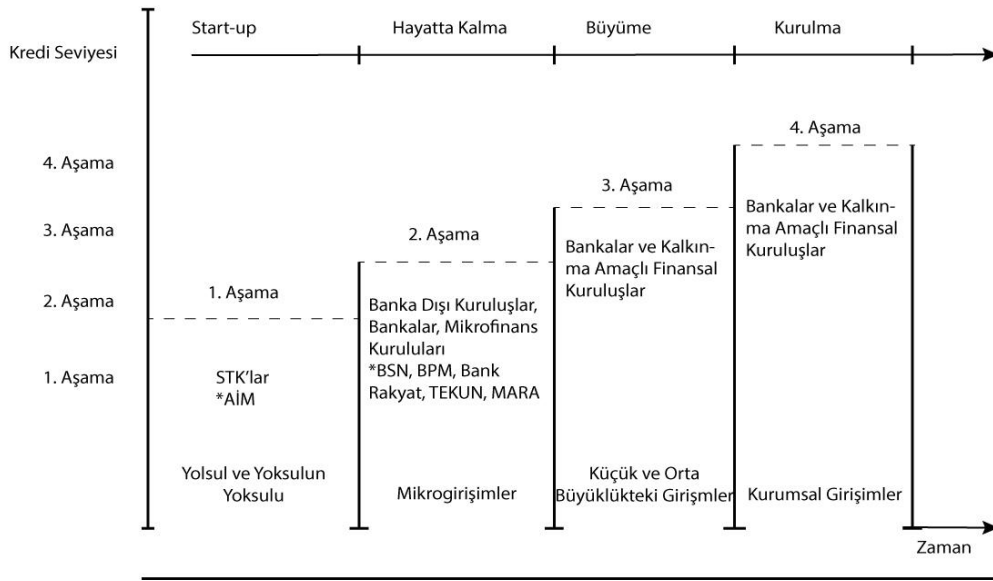 Start-up
Hayatta Kalma
Büyüme
Kurulma
Kredi Seviyesi
4. Aşama
3. Aşama
2. Aşama
1. Aşama
1. Aşama
STK'lar
*AİM
Yolsul ve Yoksulun
Yoksulu
2. Aşama
Banka Dışı Kuruluşlar,
Bankalar, Mikrofinans
Kurululları
*BSN, BPM, Bank
Rakyat, TEKUN, MARA
Mikrogirişimler
3. Aşama
Bankalar ve Kalkın-
ma Amaçlı Finansal
Kuruluşlar
Küçük ve Orta
Büyüklükteki Girişmler
4. Aşama
Bankalar ve Kalkın-
ma Amaçlı Finansal
Kuruluşlar
Kurumsal Girişimler
Zaman